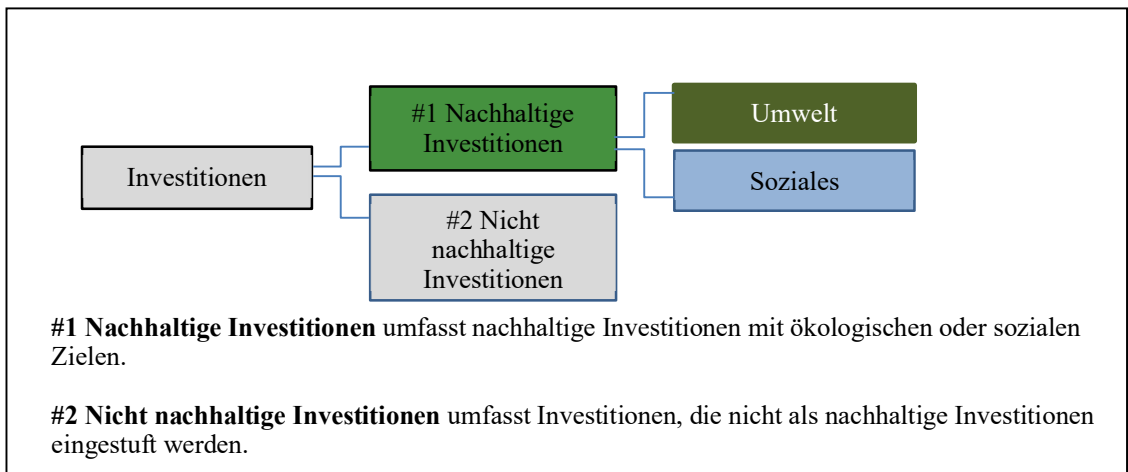 #1 Nachhaltige
Investitionen
Umwelt
Investitionen
Soziales
#2 Nicht
nachhaltige
Investitionen
#1 Nachhaltige Investitionen umfasst nachhaltige Investitionen mit ökologischen oder sozialen
Zielen.
#2 Nicht nachhaltige Investitionen umfasst Investitionen, die nicht als nachhaltige Investitionen
eingestuft werden.